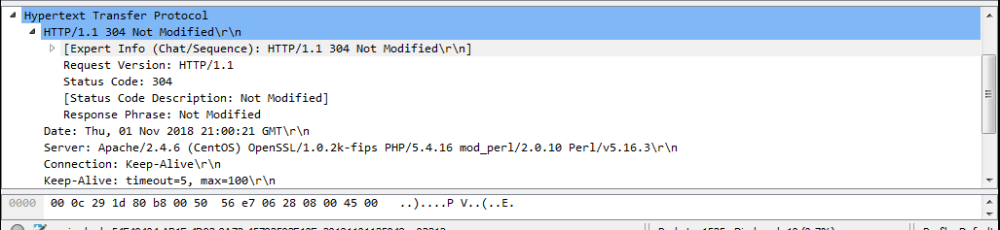 Hypertext Transfer Protocol
HTTP/1.1 304 Not Modified\r\n
[Expert Info (Chat/Sequence): HTTP/1.1 304 Not Modified\r\n]
Request Version: HTTP/1.1
Status Code: 304
[Status Code Description: Not Modified]
Response Phrase: Not Modified
Date: Thu, 01 Nov 2018 21:00:21 GMT\r\n
Server: Apache/2.4.6 (CentOS) OpenSSL/1.0.2k-fips PHP/5.4.16 mod_perl/2.0.10 Perl/v5.16.3\r\n
Connection: Keep-Alive\r\n
Keep-Alive: timeout=5, max=100\r\n
0000 00 0c 29 1d 80 b8 00 50 56 e7 06 28 08 00 45 00 ..)....P V..(..E.